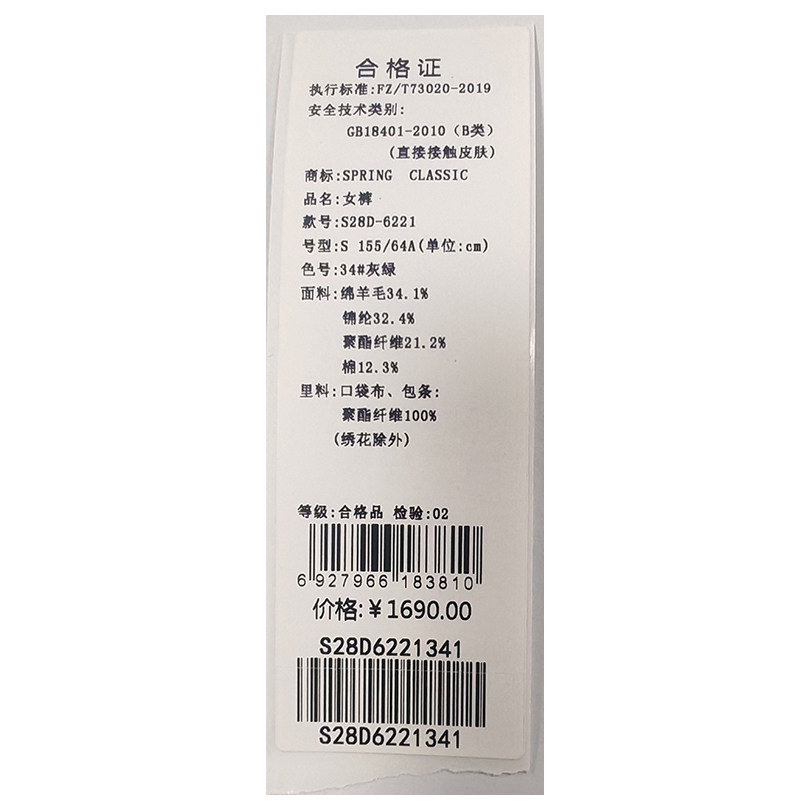 合格证
执行标准:FZ/T73020-2019
安全技术类别:
GB18401-2010（B类）
(直接接触皮肤)
商标:SPRING CLASSIC
品名:女裤
款号:S28D-6221
号型:S 155/64A(单位:cm)
色号:34#灰绿
面料:绵羊毛34.1%
锦纶32.4%
聚酯纤维21.2%
棉12.3%
里料:口袋布、包条:
聚酯纤维100%
(绣花除外)
等级:合格品 检验:02
6 927966 183810
价格:￥1690.00
S28D6221341
S28D6221341